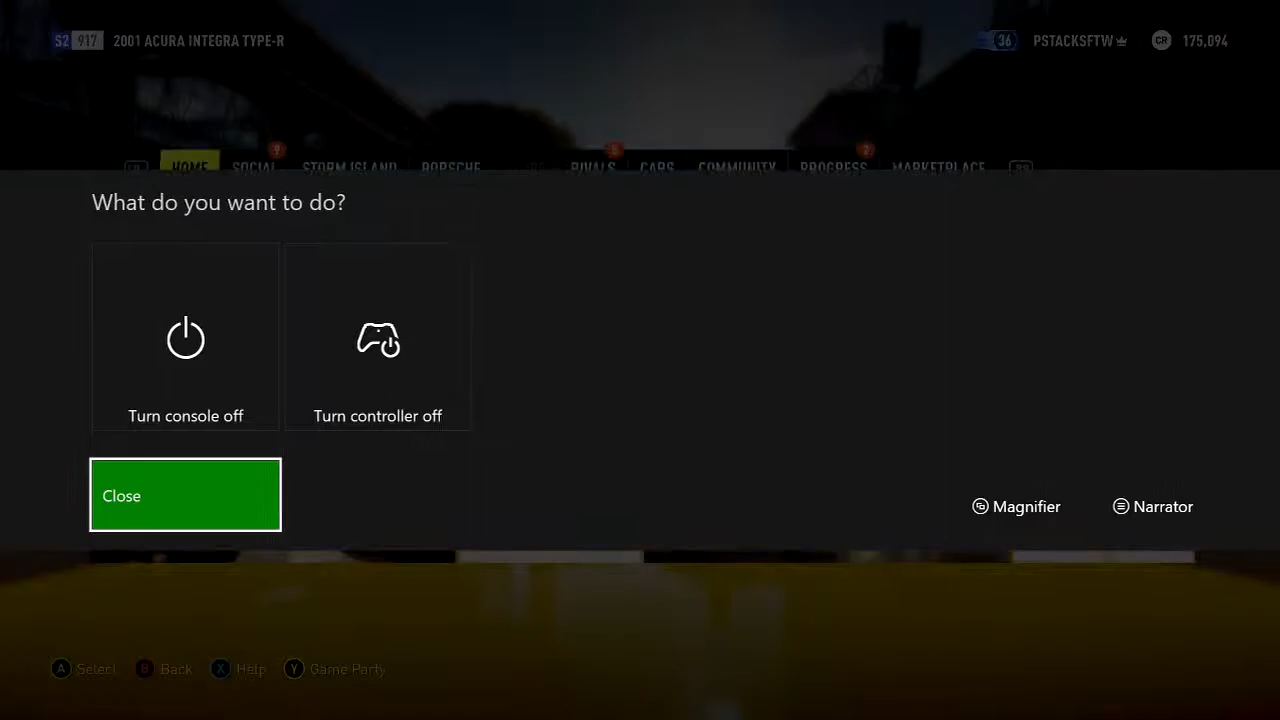 S2 917 2001 ACURA INTEGRA TYPE-R
36 PSTACKSFTW CR 175,094
HOME SOCIAL 9 STORM ISLAND PORSCHE RIVALS CARS COMMUNITY PROGRESS 2 MARKETPLACE
What do you want to do?
Turn console off
Turn controller off
Close
Magnifier
Narrator
A Select B Back X Help Y Game Party